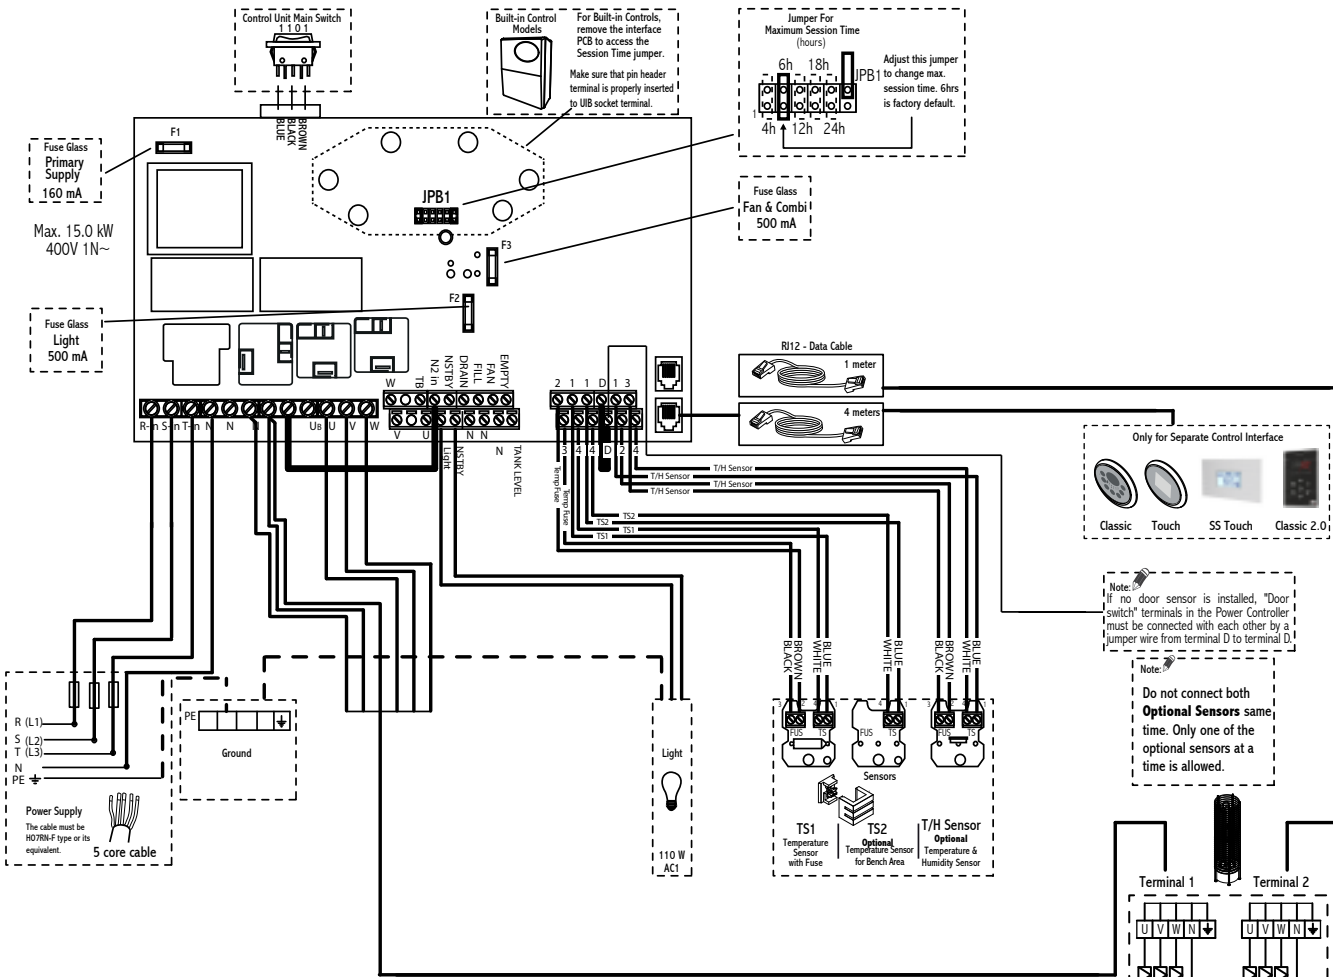 Control Unit Main Switch
1 1 0 1
BLUE
BLACK
BROWN
Built-in Control
Models
For Built-in Controls,
remove the interface
PCB to access the
Session Time jumper.
Make sure that pin header
terminal is properly inserted
to UIB socket terminal.
Jumper For
Maximum Session Time
(hours)
6h 18h
JPB1
1
4h 12h 24h
Adjust this jumper
to change max.
session time. 6hrs
is factory default.
F1
Fuse Glass
Primary
Supply
160 mA
Max. 15.0 kW
400V 1N~
JPB1
Fuse Glass
Fan & Combi
500 mA
F3
F2
Fuse Glass
Light
500 mA
W
TB
N2 in
NSTBY
DRAIN
FILL
FAN
EMPTY
2 1 1 D 1 3
R-in S-in T-in N N N UB U V W
V U N N
Light
NSTBY
N
TANK LEVEL
3 4 4 D 2 4
Temp Fuse
Temp Fuse
RJ12 - Data Cable
1 meter
4 meters
Only for Separate Control Interface
Classic Touch SS Touch Classic 2.0
T/H Sensor
T/H Sensor
T/H Sensor
TS2
TS2
TS1
TS1
Note:
If no door sensor is installed, "Door
switch" terminals in the Power Controller
must be connected with each other by a
jumper wire from terminal D to terminal D.
Note:
Do not connect both
Optional Sensors same
time. Only one of the
optional sensors at a
time is allowed.
BLACK
BROWN
WHITE
BLUE
WHITE
BLUE
BLACK
BROWN
WHITE
BLUE
3 2 4 1
4 1
3 2 4 1
FUS TS
FUS TS
FUS TS
Sensors
TS1
Temperature
Sensor
with Fuse
TS2
Optional
Temperature Sensor
for Bench Area
T/H Sensor
Optional
Temperature &
Humidity Sensor
R (L1)
S (L2)
T (L3)
N
PE
Power Supply
The cable must be
HO7RN-F type or its
equivalent.
5 core cable
PE
Ground
Light
110 W
AC1
Terminal 1
Terminal 2
U V W N
U V W N